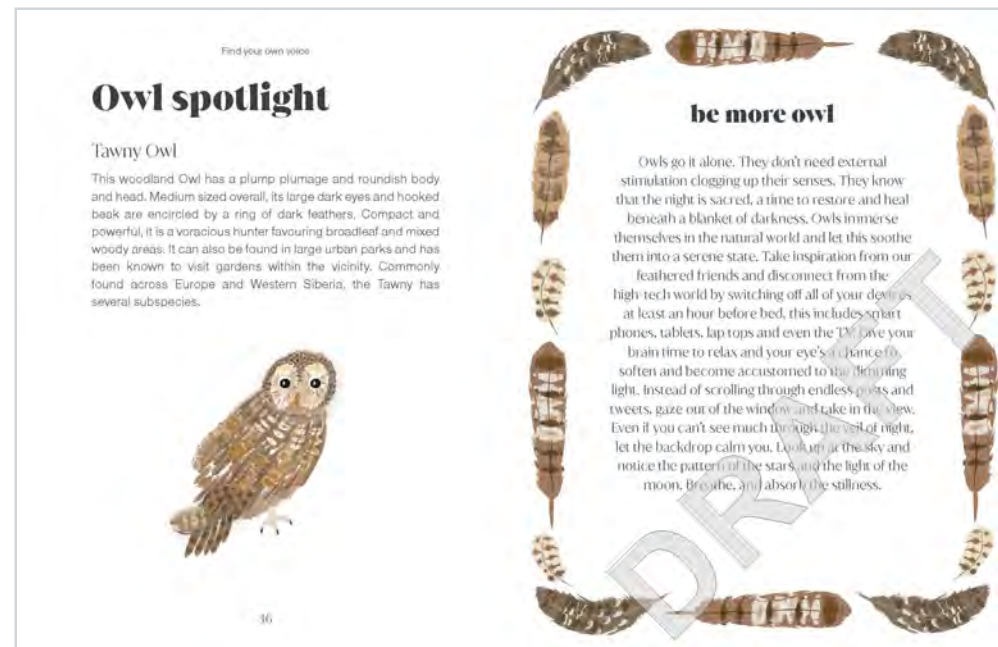 Find your own voice
Owl spotlight
Tawny Owl
This woodland Owl has a plump plumage and roundish body
and head. Medium sized overall, its large dark eyes and hooked
beak are encircled by a ring of dark feathers. Compact and
powerful, it is a voracious hunter favouring broadleaf and mixed
woody areas. It can also be found in large urban parks and has
been known to visit gardens within the vicinity. Commonly
found across Europe and Western Siberia, the Tawny has
several subspecies.
46
be more owl
Owls go it alone. They don't need external
stimulation clogging up their senses. They know
that the night is sacred, a time to restore and heal
beneath a blanket of darkness. Owls immerse
themselves in the natural world and let this soothe
them into a serene state. Take inspiration from our
feathered friends and disconnect from the
high-tech world by switching off all of your devices
at least an hour before bed, this includes smart
phones, tablets, lap tops and even the TV. Give your
brain time to relax and your eye's a chance to
soften and become accustomed to the dimming
light. Instead of scrolling through endless posts and
tweets, gaze out of the window and take in the view.
Even if you can't see much through the veil of night,
let the backdrop calm you. Look up at the sky and
notice the pattern of the stars and the light of the
moon. Breathe, and absorb the stillness.
DRAFT